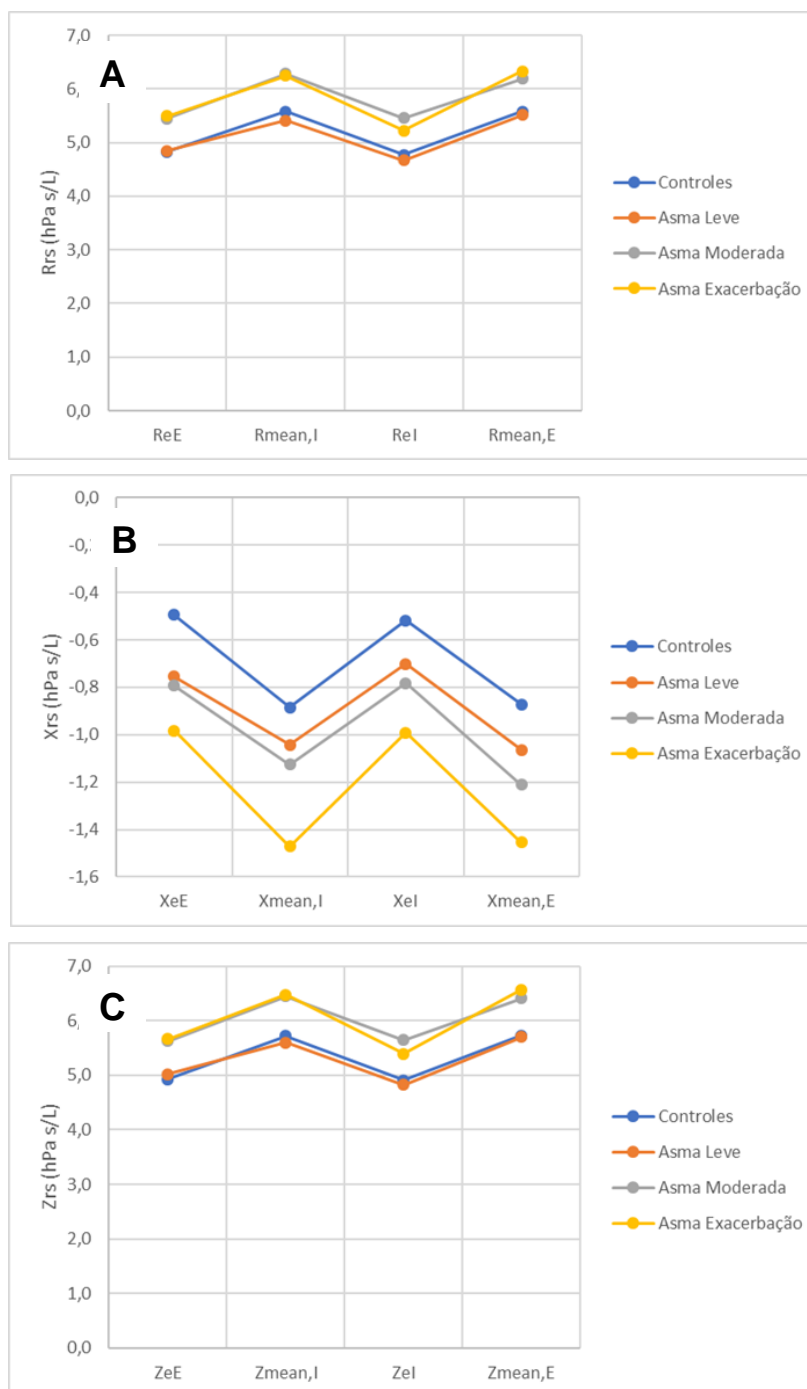 A
Rrs (hPa s/L)
7,0
5,0
4,0
3,0
2,0
1,0
0,0
ReE
Rmean,I
ReI
Rmean,E
Controles
Asma Leve
Asma Moderada
Asma Exacerbação
B
Xrs (hPa s/L)
0,0
-0,4
-0,6
-0,8
-1,0
-1,2
-1,4
-1,6
XeE
Xmean,I
XeI
Xmean,E
Controles
Asma Leve
Asma Moderada
Asma Exacerbação
C
Zrs (hPa s/L)
7,0
5,0
4,0
3,0
2,0
1,0
0,0
ZeE
Zmean,I
ZeI
Zmean,E
Controles
Asma Leve
Asma Moderada
Asma Exacerbação